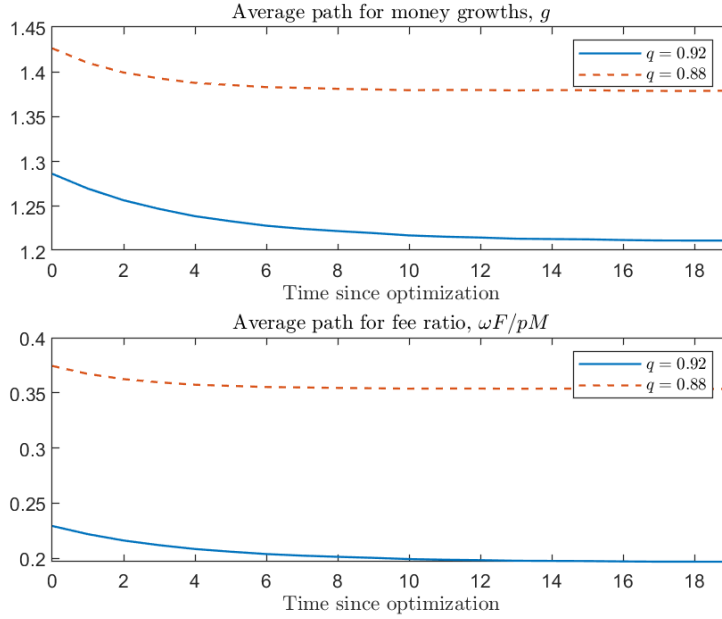 Average path for money growths, g
1.45
1.4
1.35
1.3
1.25
1.2
q = 0.92
q = 0.88
0 2 4 6 8 10 12 14 16 18
Time since optimization
Average path for fee ratio, ωF/pM
0.4
0.35
0.3
0.25
0.2
q = 0.92
q = 0.88
0 2 4 6 8 10 12 14 16 18
Time since optimization